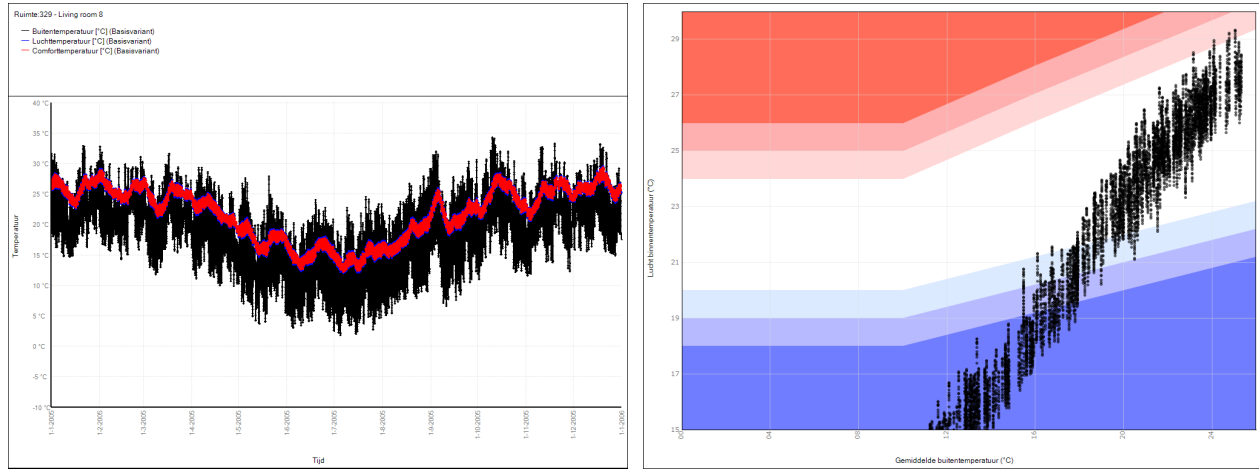 Ruimte:329 - Living room 8
Buitentemperatuur [°C] (Basisvariant)
Luchttemperatuur [°C] (Basisvariant)
Comforttemperatuur [°C] (Basisvariant)
Temperatuur
40 °C
35 °C
30 °C
25 °C
20 °C
15 °C
10 °C
5 °C
0 °C
-5 °C
-10 °C
1-1-2005
1-2-2005
1-3-2005
1-4-2005
1-5-2005
1-6-2005
1-7-2005
1-8-2005
1-9-2005
1-10-2005
1-11-2005
1-12-2005
1-1-2006
Tijd
Lucht binnentemperatuur (°C)
29
27
25
23
21
19
17
15
00
04
08
12
16
20
24
Gemiddelde buitentemperatuur (°C)